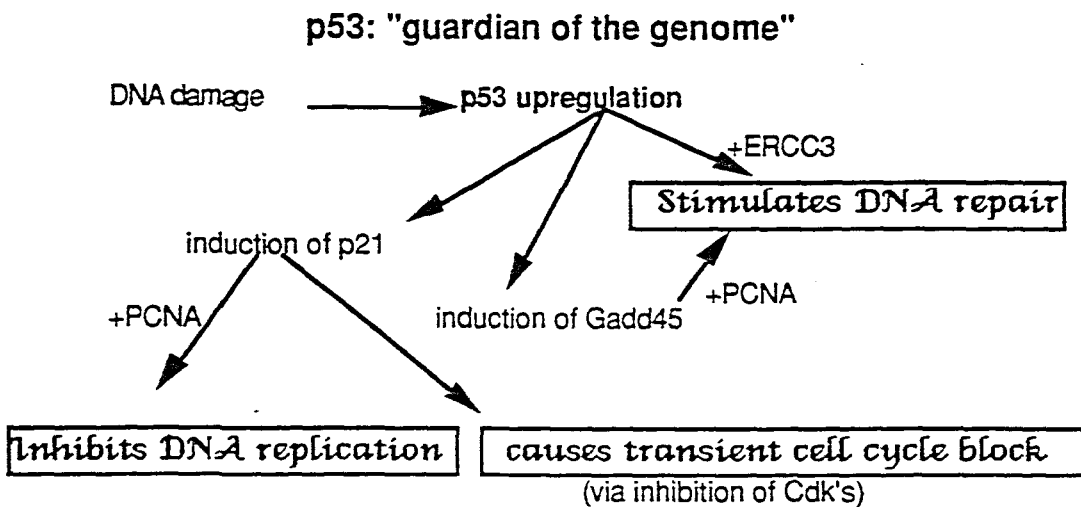 p53: "guardian of the genome"
DNA damage
p53 upregulation
+ERCC3
Stimulates DNA repair
induction of p21
+PCNA
induction of Gadd45
+PCNA
Inhibits DNA replication
causes transient cell cycle block
(via inhibition of Cdk's)